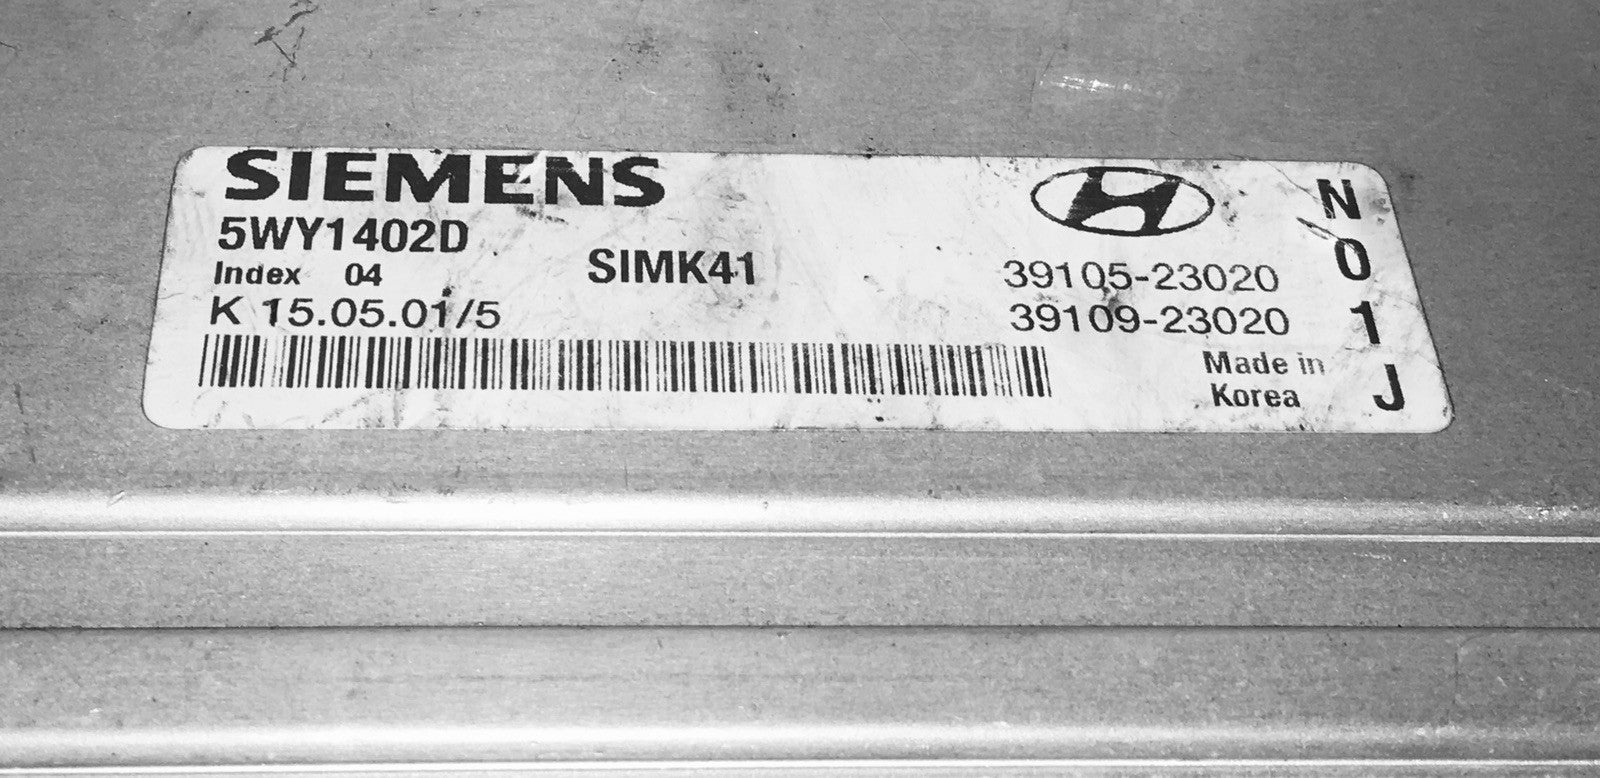 SIEMENS
5WY1402D
Index 04
SIMK41
K 15.05.01/5
39105-23020
39109-23020
Made in
Korea
N
0
1
J